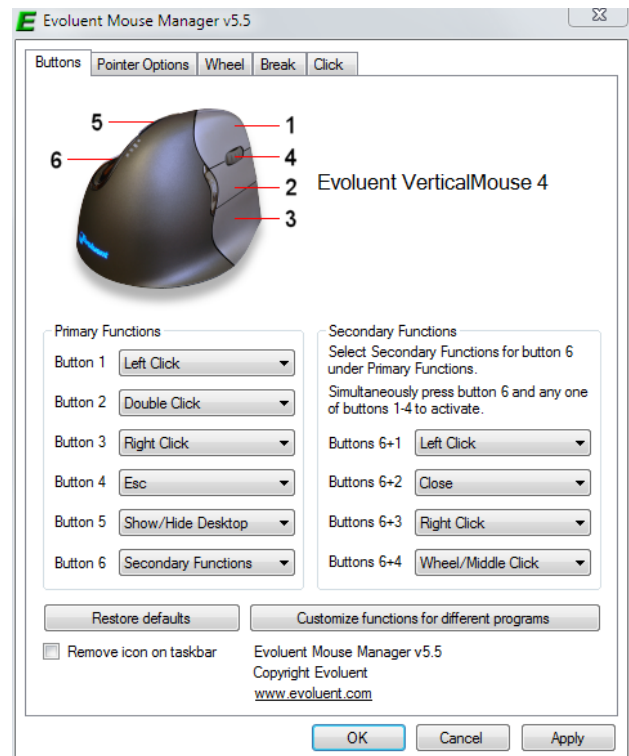 Evoluent Mouse Manager v5.5
Buttons Pointer Options Wheel Break Click
5
1
6
4
2
3
Evoluent
Evoluent VerticalMouse 4
Primary Functions
Button 1 Left Click
Button 2 Double Click
Button 3 Right Click
Button 4 Esc
Button 5 Show/Hide Desktop
Button 6 Secondary Functions
Secondary Functions
Select Secondary Functions for button 6
under Primary Functions.
Simultaneously press button 6 and any one
of buttons 1-4 to activate.
Buttons 6+1 Left Click
Buttons 6+2 Close
Buttons 6+3 Right Click
Buttons 6+4 Wheel/Middle Click
Restore defaults
Customize functions for different programs
Remove icon on taskbar
Evoluent Mouse Manager v5.5
Copyright Evoluent
www.evoluent.com
OK Cancel Apply